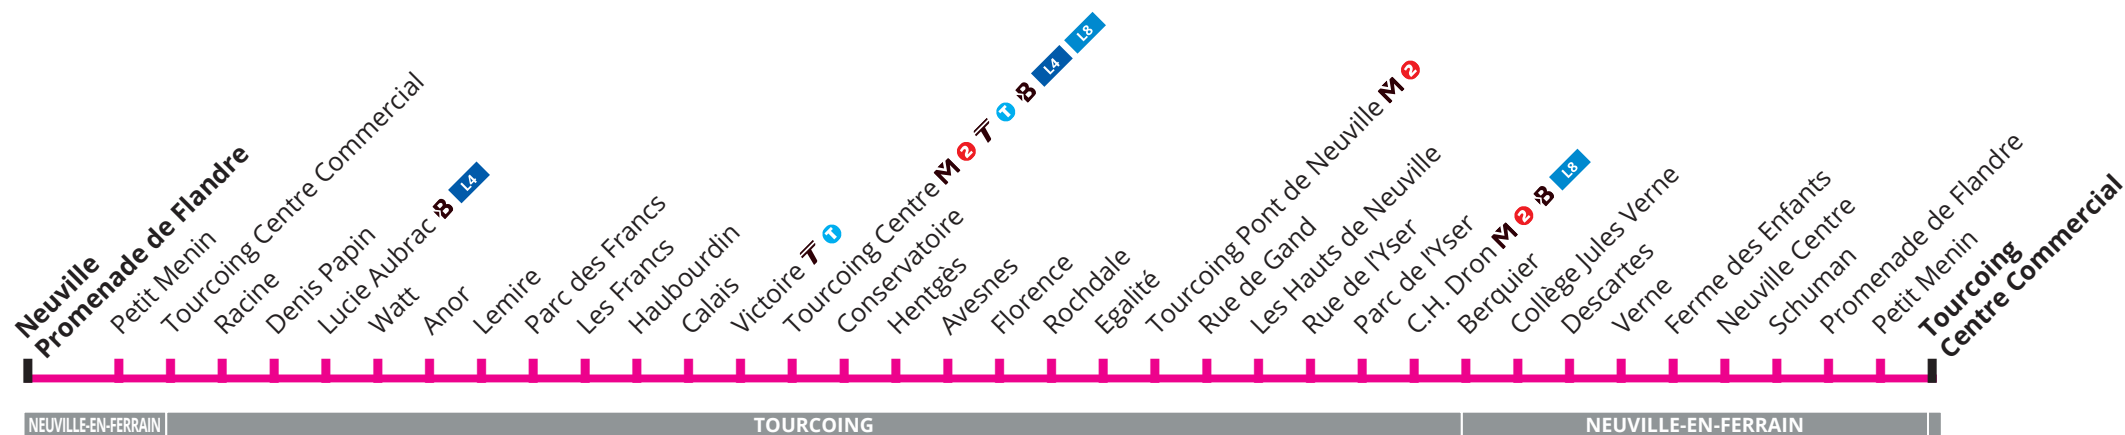 Neuville
Promenade de Flandre
Petit Menin
Tourcoing Centre Commercial
Racine
Denis Papin
Lucie Aubrac B L4
Watt
Anor
Lemire
Parc des Francs
Les Francs
Haubourdin
Calais
Victoire T T
Tourcoing Centre M 2 T T B L4 L8
Conservatoire
Hentgès
Avesnes
Florence
Rochdale
Egalité
Tourcoing Pont de Neuville M 2
Rue de Gand
Les Hauts de Neuville
Rue de l'Yser
Parc de l'Yser
C.H. Dron M 2 B L8
Berquier
Collège Jules Verne
Descartes
Verne
Ferme des Enfants
Neuville Centre
Schuman
Promenade de Flandre
Petit Menin
Tourcoing
Centre Commercial
NEUVILLE-EN-FERRAIN
TOURCOING
NEUVILLE-EN-FERRAIN